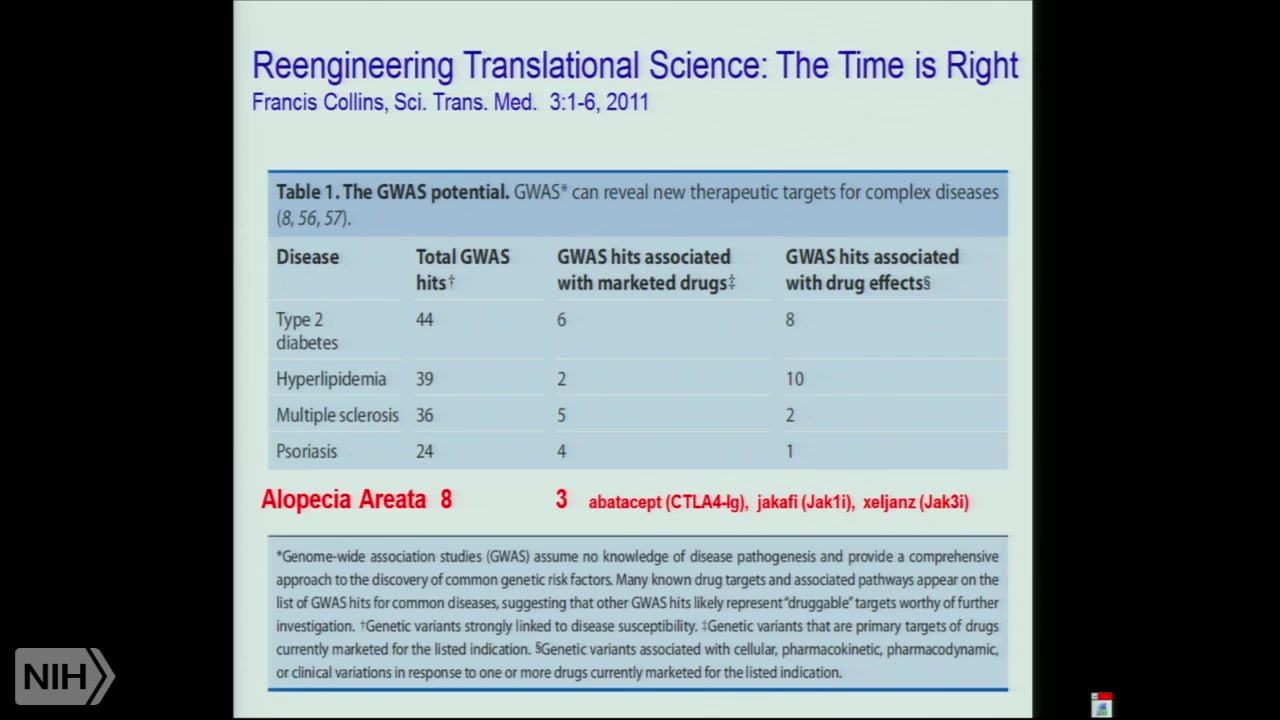 Reengineering Translational Science: The Time is Right
Francis Collins, Sci. Trans. Med. 3:1-6, 2011
Table 1. The GWAS potential. GWAS* can reveal new therapeutic targets for complex diseases
(8, 56, 57).
Disease Total GWAS hits† GWAS hits associated with marketed drugs‡ GWAS hits associated with drug effects§
Type 2 diabetes 44 6 8
Hyperlipidemia 39 2 10
Multiple sclerosis 36 5 2
Psoriasis 24 4 1
Alopecia Areata 8 3 abatacept (CTLA4-Ig), jakafi (Jak1i), xeljanz (Jak3i)
*Genome-wide association studies (GWAS) assume no knowledge of disease pathogenesis and provide a comprehensive
approach to the discovery of common genetic risk factors. Many known drug targets and associated pathways appear on the
list of GWAS hits for common diseases, suggesting that other GWAS hits likely represent "druggable" targets worthy of further
investigation. †Genetic variants strongly linked to disease susceptibility. ‡Genetic variants that are primary targets of drugs
currently marketed for the listed indication. §Genetic variants associated with cellular, pharmacokinetic, pharmacodynamic,
or clinical variations in response to one or more drugs currently marketed for the listed indication.
NIH